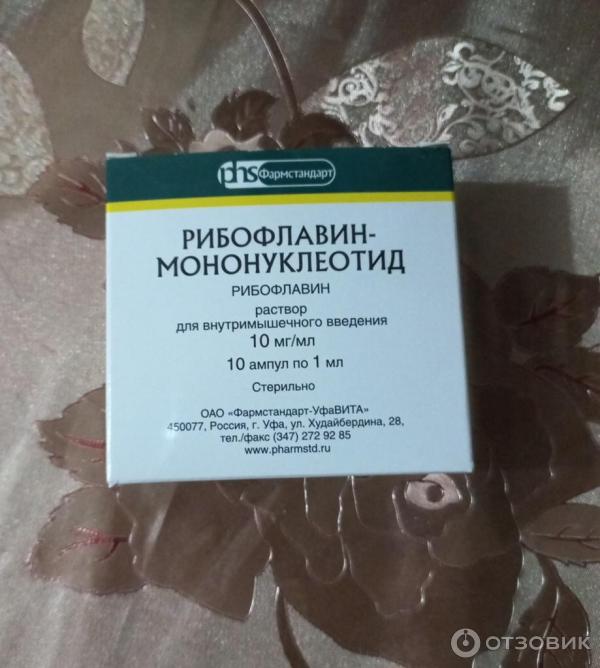 phs Фармстандарт
РИБОФЛАВИН-
МОНОНУКЛЕОТИД
РИБОФЛАВИН
раствор
для внутримышечного введения
10 мг/мл
10 ампул по 1 мл
Стерильно
ОАО «Фармстандарт-УфаВИТА»
450077, Россия, г. Уфа, ул. Худайбердина, 28,
тел./факс (347) 272 92 85
www.pharmstd.ru
ОТЗОВИК